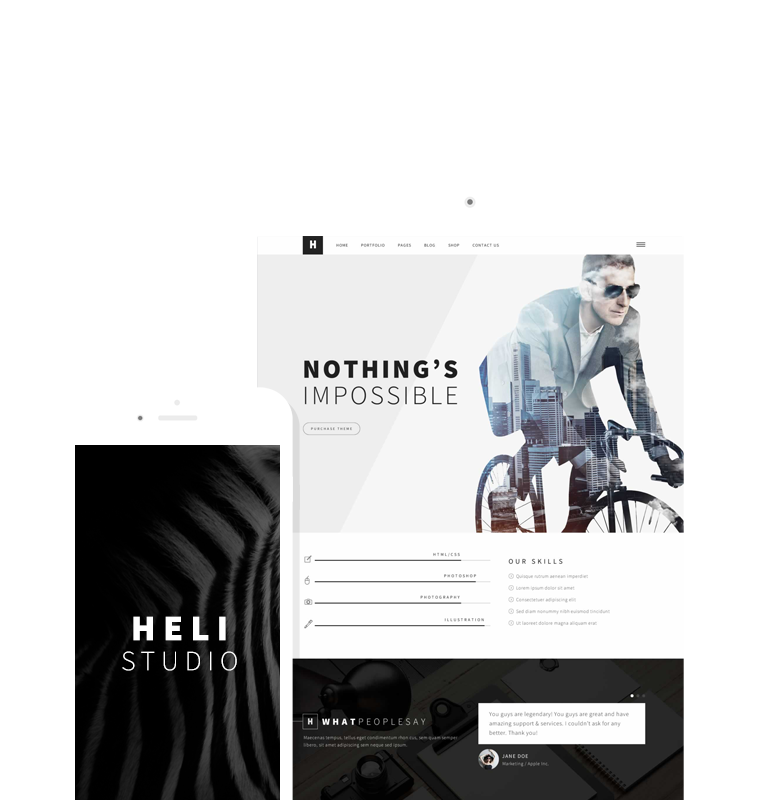 H HOME PORTFOLIO PAGES BLOG SHOP CONTACT US
NOTHING'S
IMPOSSIBLE
PURCHASE THEME
HTML/CSS
PHOTOSHOP
PHOTOGRAPHY
ILLUSTRATION
OUR SKILLS
Quisque rutrum aenean imperdiet
Lorem ipsum dolor sit amet
Consectetuer adipiscing elit
Sed diam nonummy nibh euismod tincidunt
Ut laoreet dolore magna aliquam erat
HELI
STUDIO
H WHATPEOPLESAY
Maecenas tempus, tellus eget condimentum rhoncus, sem quam semper
libero, sit amet adipiscing sem neque sed ipsum.
You guys are legendary! You guys are great and have
amazing support & services. I couldn't ask for any
better. Thank you!
JANE DOE
Marketing / Apple Inc.